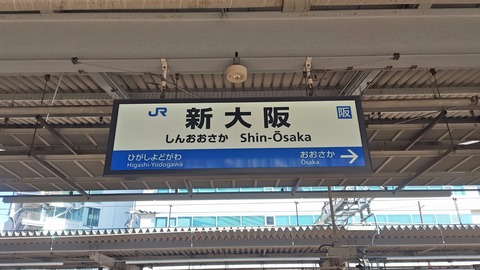 JR
新大阪
阪
しんおおさか Shin-Ōsaka
ひがしよどがわ
Higashi-Yodogawa
おおさか
Ōsaka